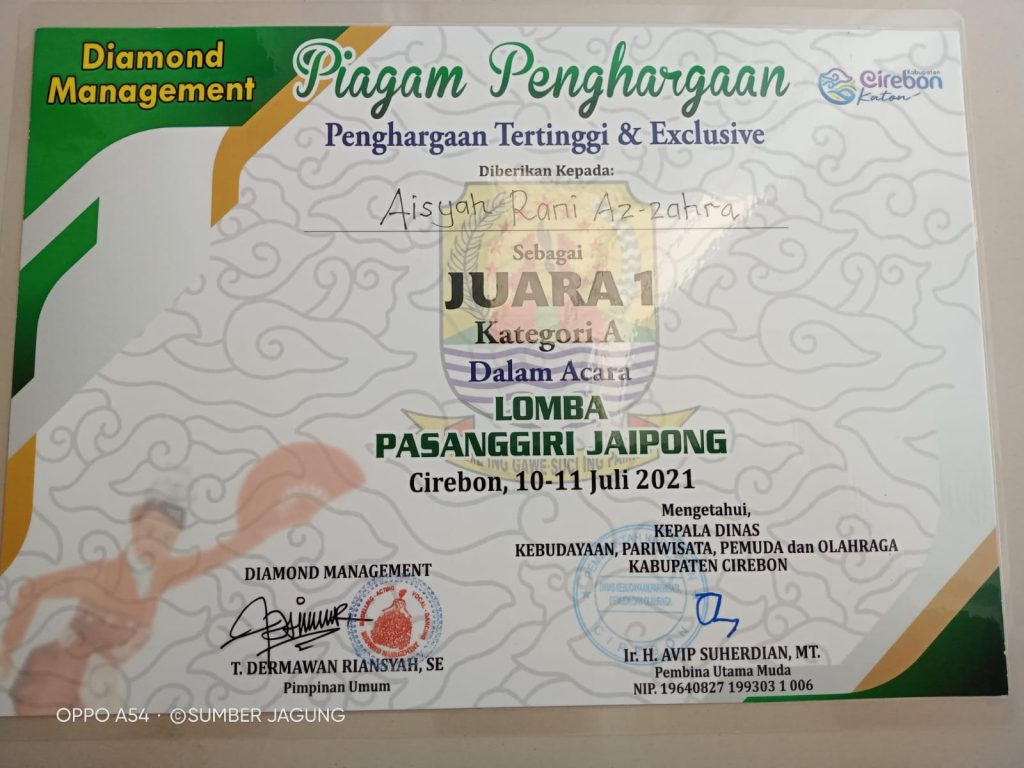 Diamond
Management
Piagam Penghargaan
Kabupaten
Cirebon
Katon
Penghargaan Tertinggi & Exclusive
Diberikan Kepada:
Aisyah Rani Az-zahra
Sebagai
JUARA 1
Kategori A
Dalam Acara
LOMBA
PASANGGIRI JAIPONG
Cirebon, 10-11 Juli 2021
Mengetahui,
KEPALA DINAS
KEBUDAYAAN, PARIWISATA, PEMUDA dan OLAHRAGA
KABUPATEN CIREBON
DIAMOND MANAGEMENT
T. DERMAWAN RIANSYAH, SE
Pimpinan Umum
Ir. H. AVIP SUHERDIAN, MT.
Pembina Utama Muda
NIP. 19640827 199303 1 006
OPPO A54 · ©SUMBER JAGUNG